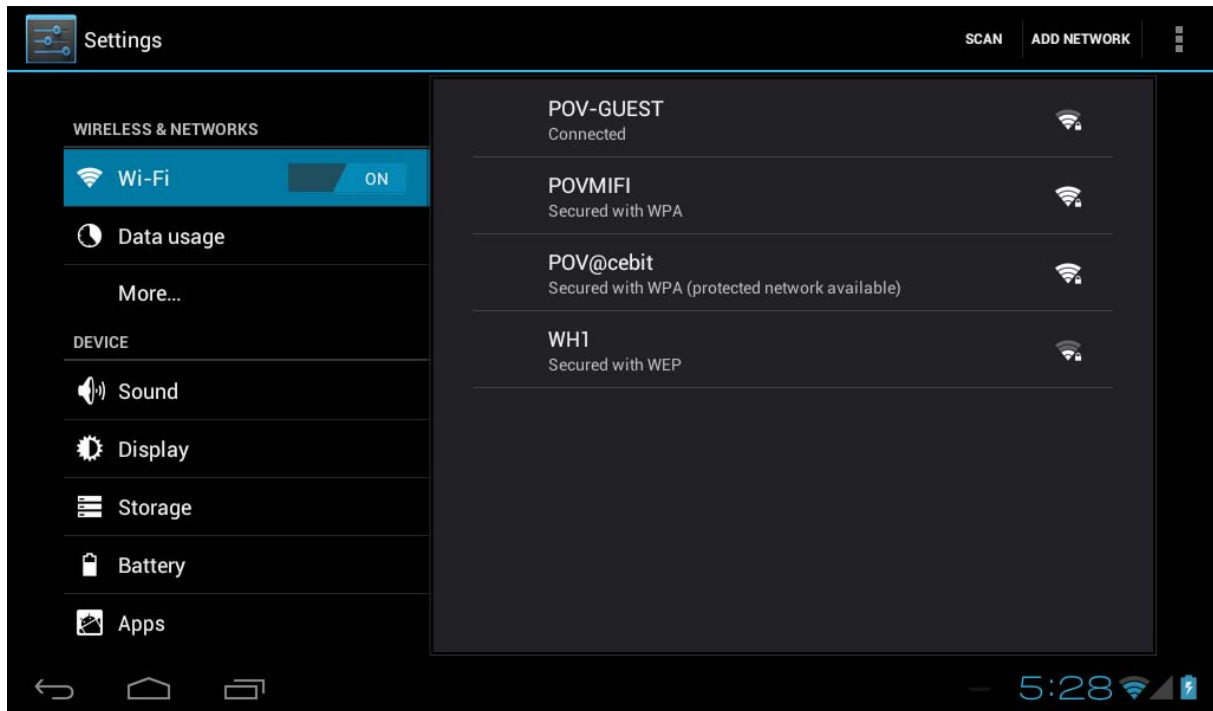 Settings
SCAN
ADD NETWORK
WIRELESS & NETWORKS
Wi-Fi
ON
Data usage
More...
DEVICE
Sound
Display
Storage
Battery
Apps
POV-GUEST
Connected
POVMIFI
Secured with WPA
POV@cebit
Secured with WPA (protected network available)
WH1
Secured with WEP
5:28